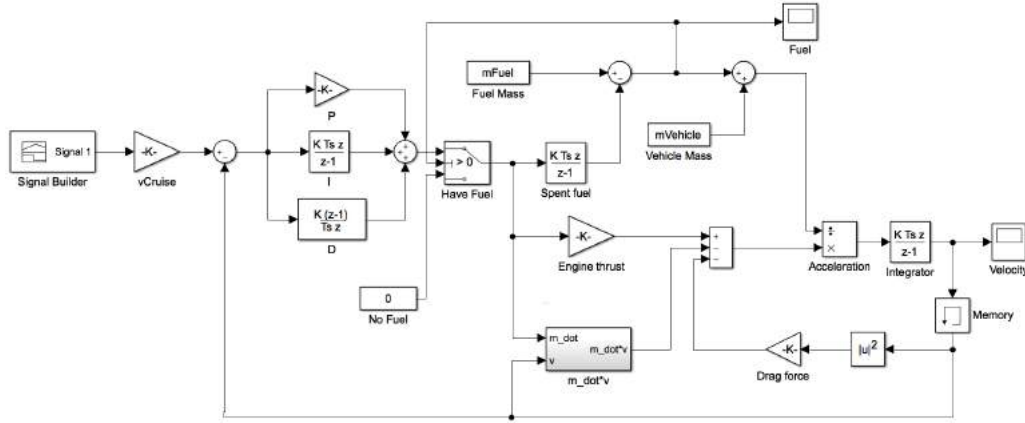 Fuel
mFuel
Fuel Mass
-K-
P
mVehicle
Vehicle Mass
Signal 1
Signal Builder
-K-
vCruise
K Ts z
z-1
I
> 0
Have Fuel
K Ts z
z-1
Spent fuel
K (z-1)
Ts z
D
-K-
Engine thrust
÷
×
Acceleration
K Ts z
z-1
Integrator
Velocity
0
No Fuel
Memory
m_dot
v
m_dot*v
m_dot*v
-K-
Drag force
|u|²